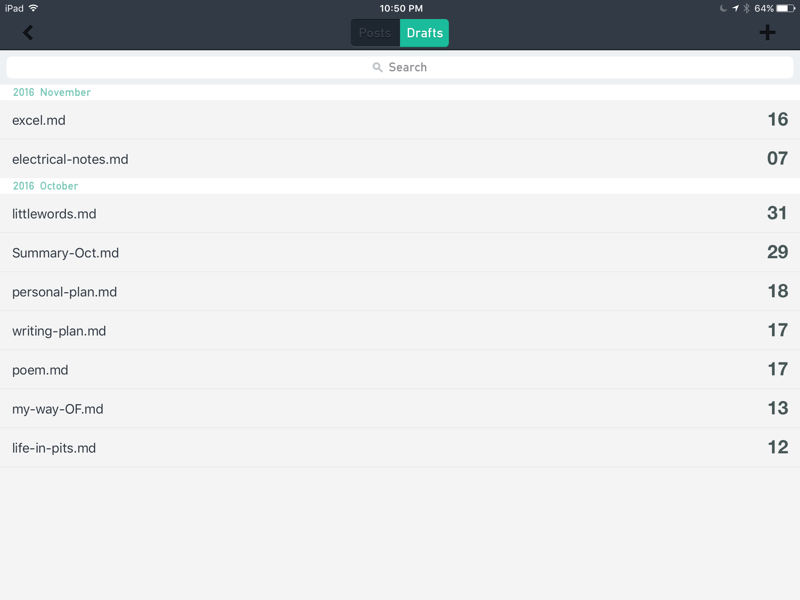 iPad 10:50 PM 64%
Posts Drafts
Search
2016 November
excel.md 16
electrical-notes.md 07
2016 October
littlewords.md 31
Summary-Oct.md 29
personal-plan.md 18
writing-plan.md 17
poem.md 17
my-way-OF.md 13
life-in-pits.md 12